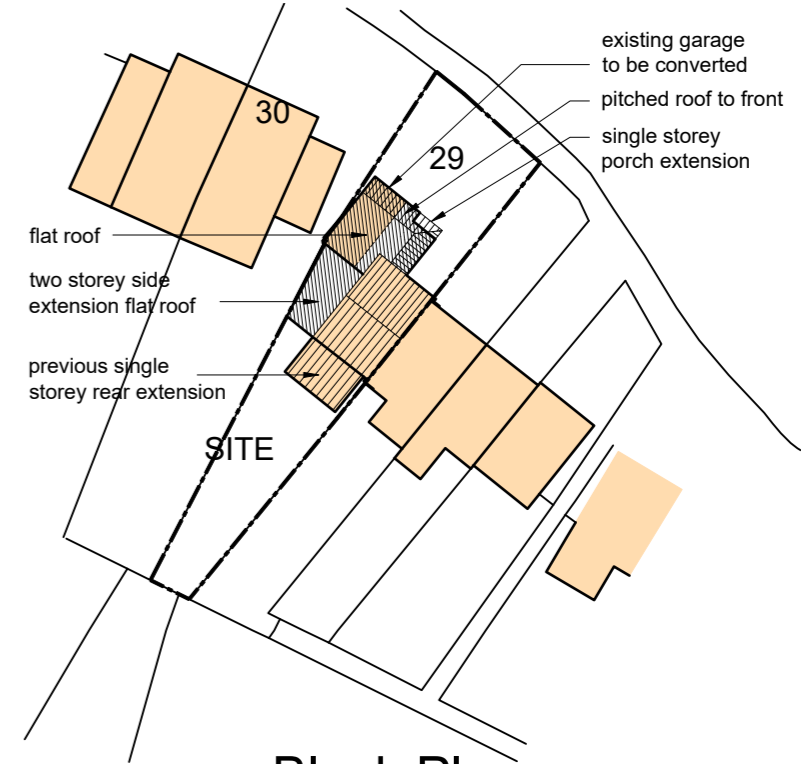 existing garage
to be converted
pitched roof to front
single storey
porch extension
30
29
flat roof
two storey side
extension flat roof
previous single
storey rear extension
SITE